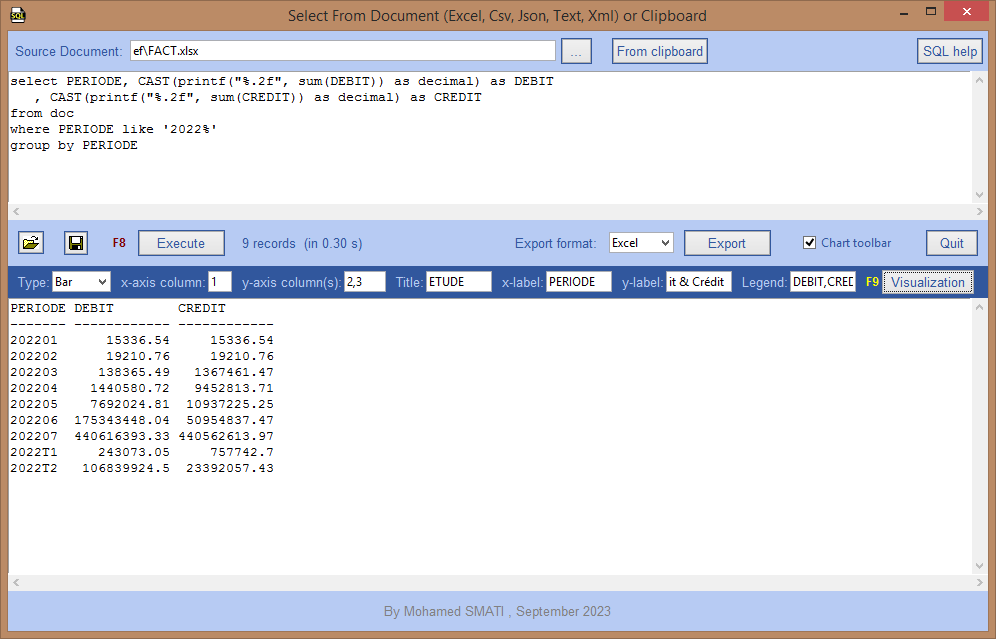 SQL
Select From Document (Excel, Csv, Json, Text, Xml) or Clipboard
Source Document: ef\FACT.xlsx ... From clipboard SQL help
select PERIODE, CAST(printf("%.2f", sum(DEBIT)) as decimal) as DEBIT
, CAST(printf("%.2f", sum(CREDIT)) as decimal) as CREDIT
from doc
where PERIODE like '2022%'
group by PERIODE
F8 Execute 9 records (in 0.30 s) Export format: Excel Export Chart toolbar Quit
Type: Bar x-axis column: 1 y-axis column(s): 2,3 Title: ETUDE x-label: PERIODE y-label: it & Crédit Legend: DEBIT,CRED F9 Visualization
PERIODE DEBIT CREDIT
------- ------------ ------------
202201 15336.54 15336.54
202202 19210.76 19210.76
202203 138365.49 1367461.47
202204 1440580.72 9452813.71
202205 7692024.81 10937225.25
202206 175343448.04 50954837.47
202207 440616393.33 440562613.97
2022T1 243073.05 757742.7
2022T2 106839924.5 23392057.43
By Mohamed SMATI , September 2023